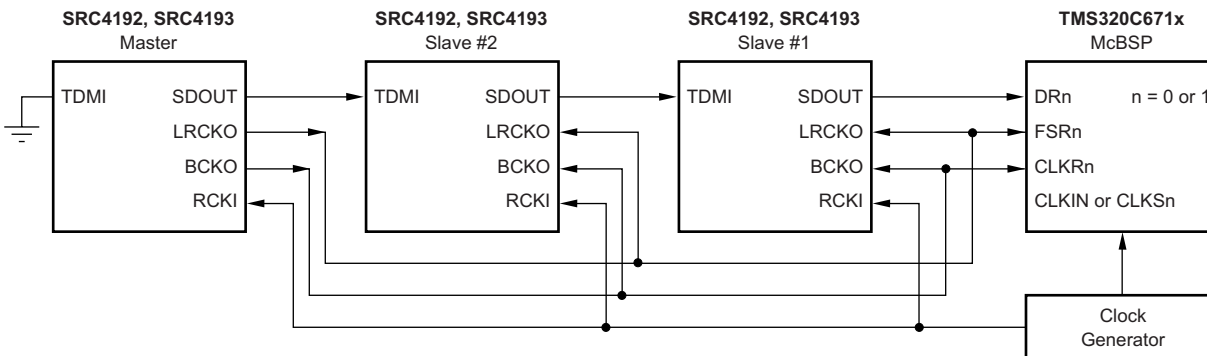 SRC4192, SRC4193
Master
TDMI
SDOUT
LRCKO
BCKO
RCKI
SRC4192, SRC4193
Slave #2
TDMI
SDOUT
LRCKO
BCKO
RCKI
SRC4192, SRC4193
Slave #1
TDMI
SDOUT
LRCKO
BCKO
RCKI
TMS320C671x
McBSP
DRn n = 0 or 1
FSRn
CLKRn
CLKIN or CLKSn
Clock
Generator